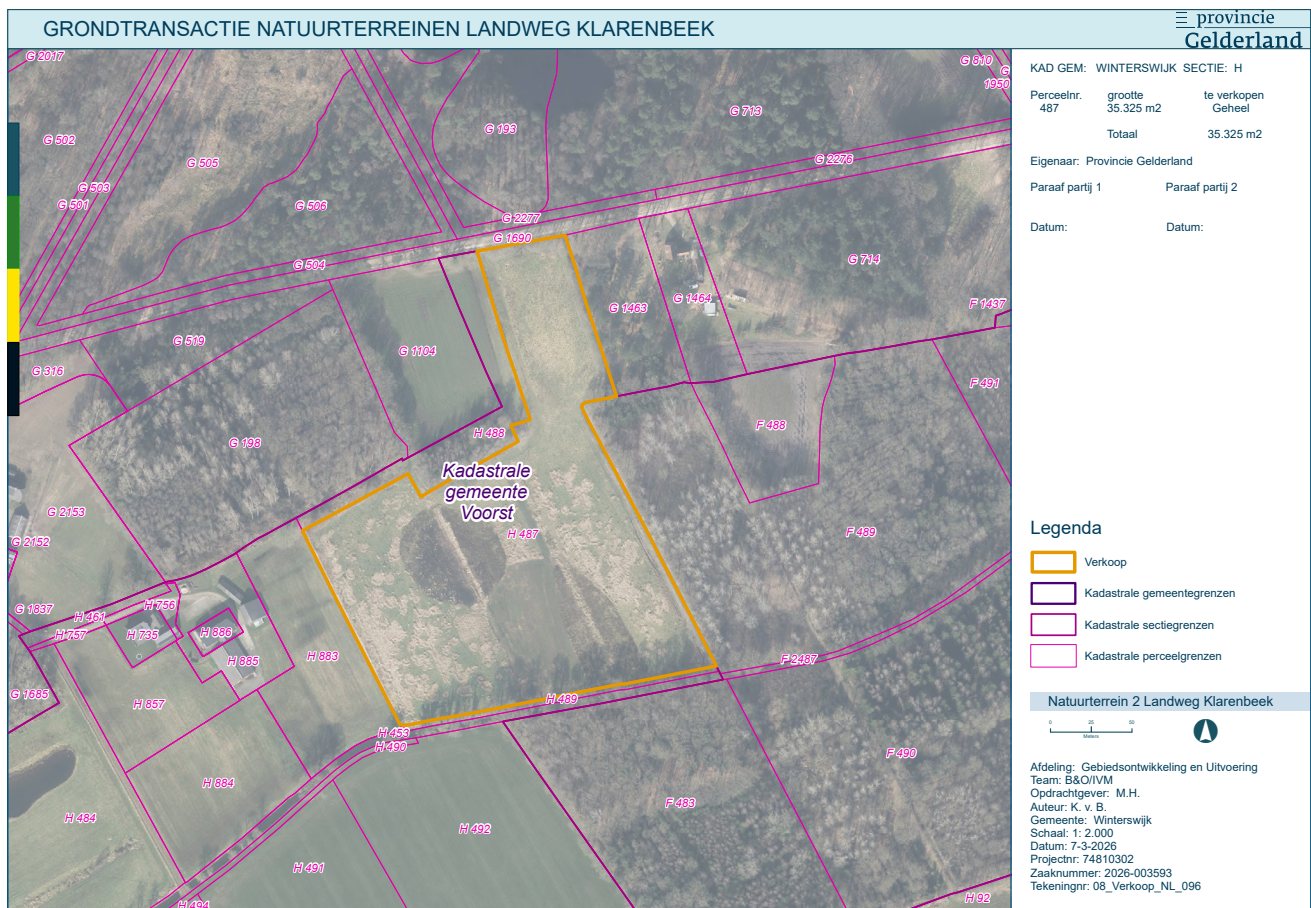 GRONDTRANSACTIE NATUURTERREINEN LANDWEG KLARENBEEK
provincie
Gelderland
KAD GEM: WINTERSWIJK SECTIE: H
Perceelnr. grootte te verkopen
487 35.325 m2 Geheel
Totaal 35.325 m2
Eigenaar: Provincie Gelderland
Paraaf partij 1 Paraaf partij 2
Datum: Datum:
G 2017
G 810
G
1950
G 193
G 713
G 502
G 505
G 2276
G 503
G 501
G 506
G 2277
G 1690
G 504
G 714
G 1463
G 1464
F 1437
G 519
G 1104
G 316
F 491
F 488
H 488
G 198
Kadastrale
gemeente
Voorst
G 2153
H 487
F 489
G 2152
G 1837
H 461
H 756
H 757
H 735
H 886
H 885
H 883
F 2487
G 1685
H 857
H 489
H 453
H 490
F 490
H 884
F 483
H 484
H 492
H 491
H 494
H 92
Legenda
Verkoop
Kadastrale gemeentegrenzen
Kadastrale sectiegrenzen
Kadastrale perceelgrenzen
Natuurterrein 2 Landweg Klarenbeek
0 25 50
Meters
Afdeling: Gebiedsontwikkeling en Uitvoering
Team: B&O/IVM
Opdrachtgever: M.H.
Auteur: K. v. B.
Gemeente: Winterswijk
Schaal: 1: 2.000
Datum: 7-3-2026
Projectnr: 74810302
Zaaknummer: 2026-003593
Tekeningnr: 08_Verkoop_NL_096